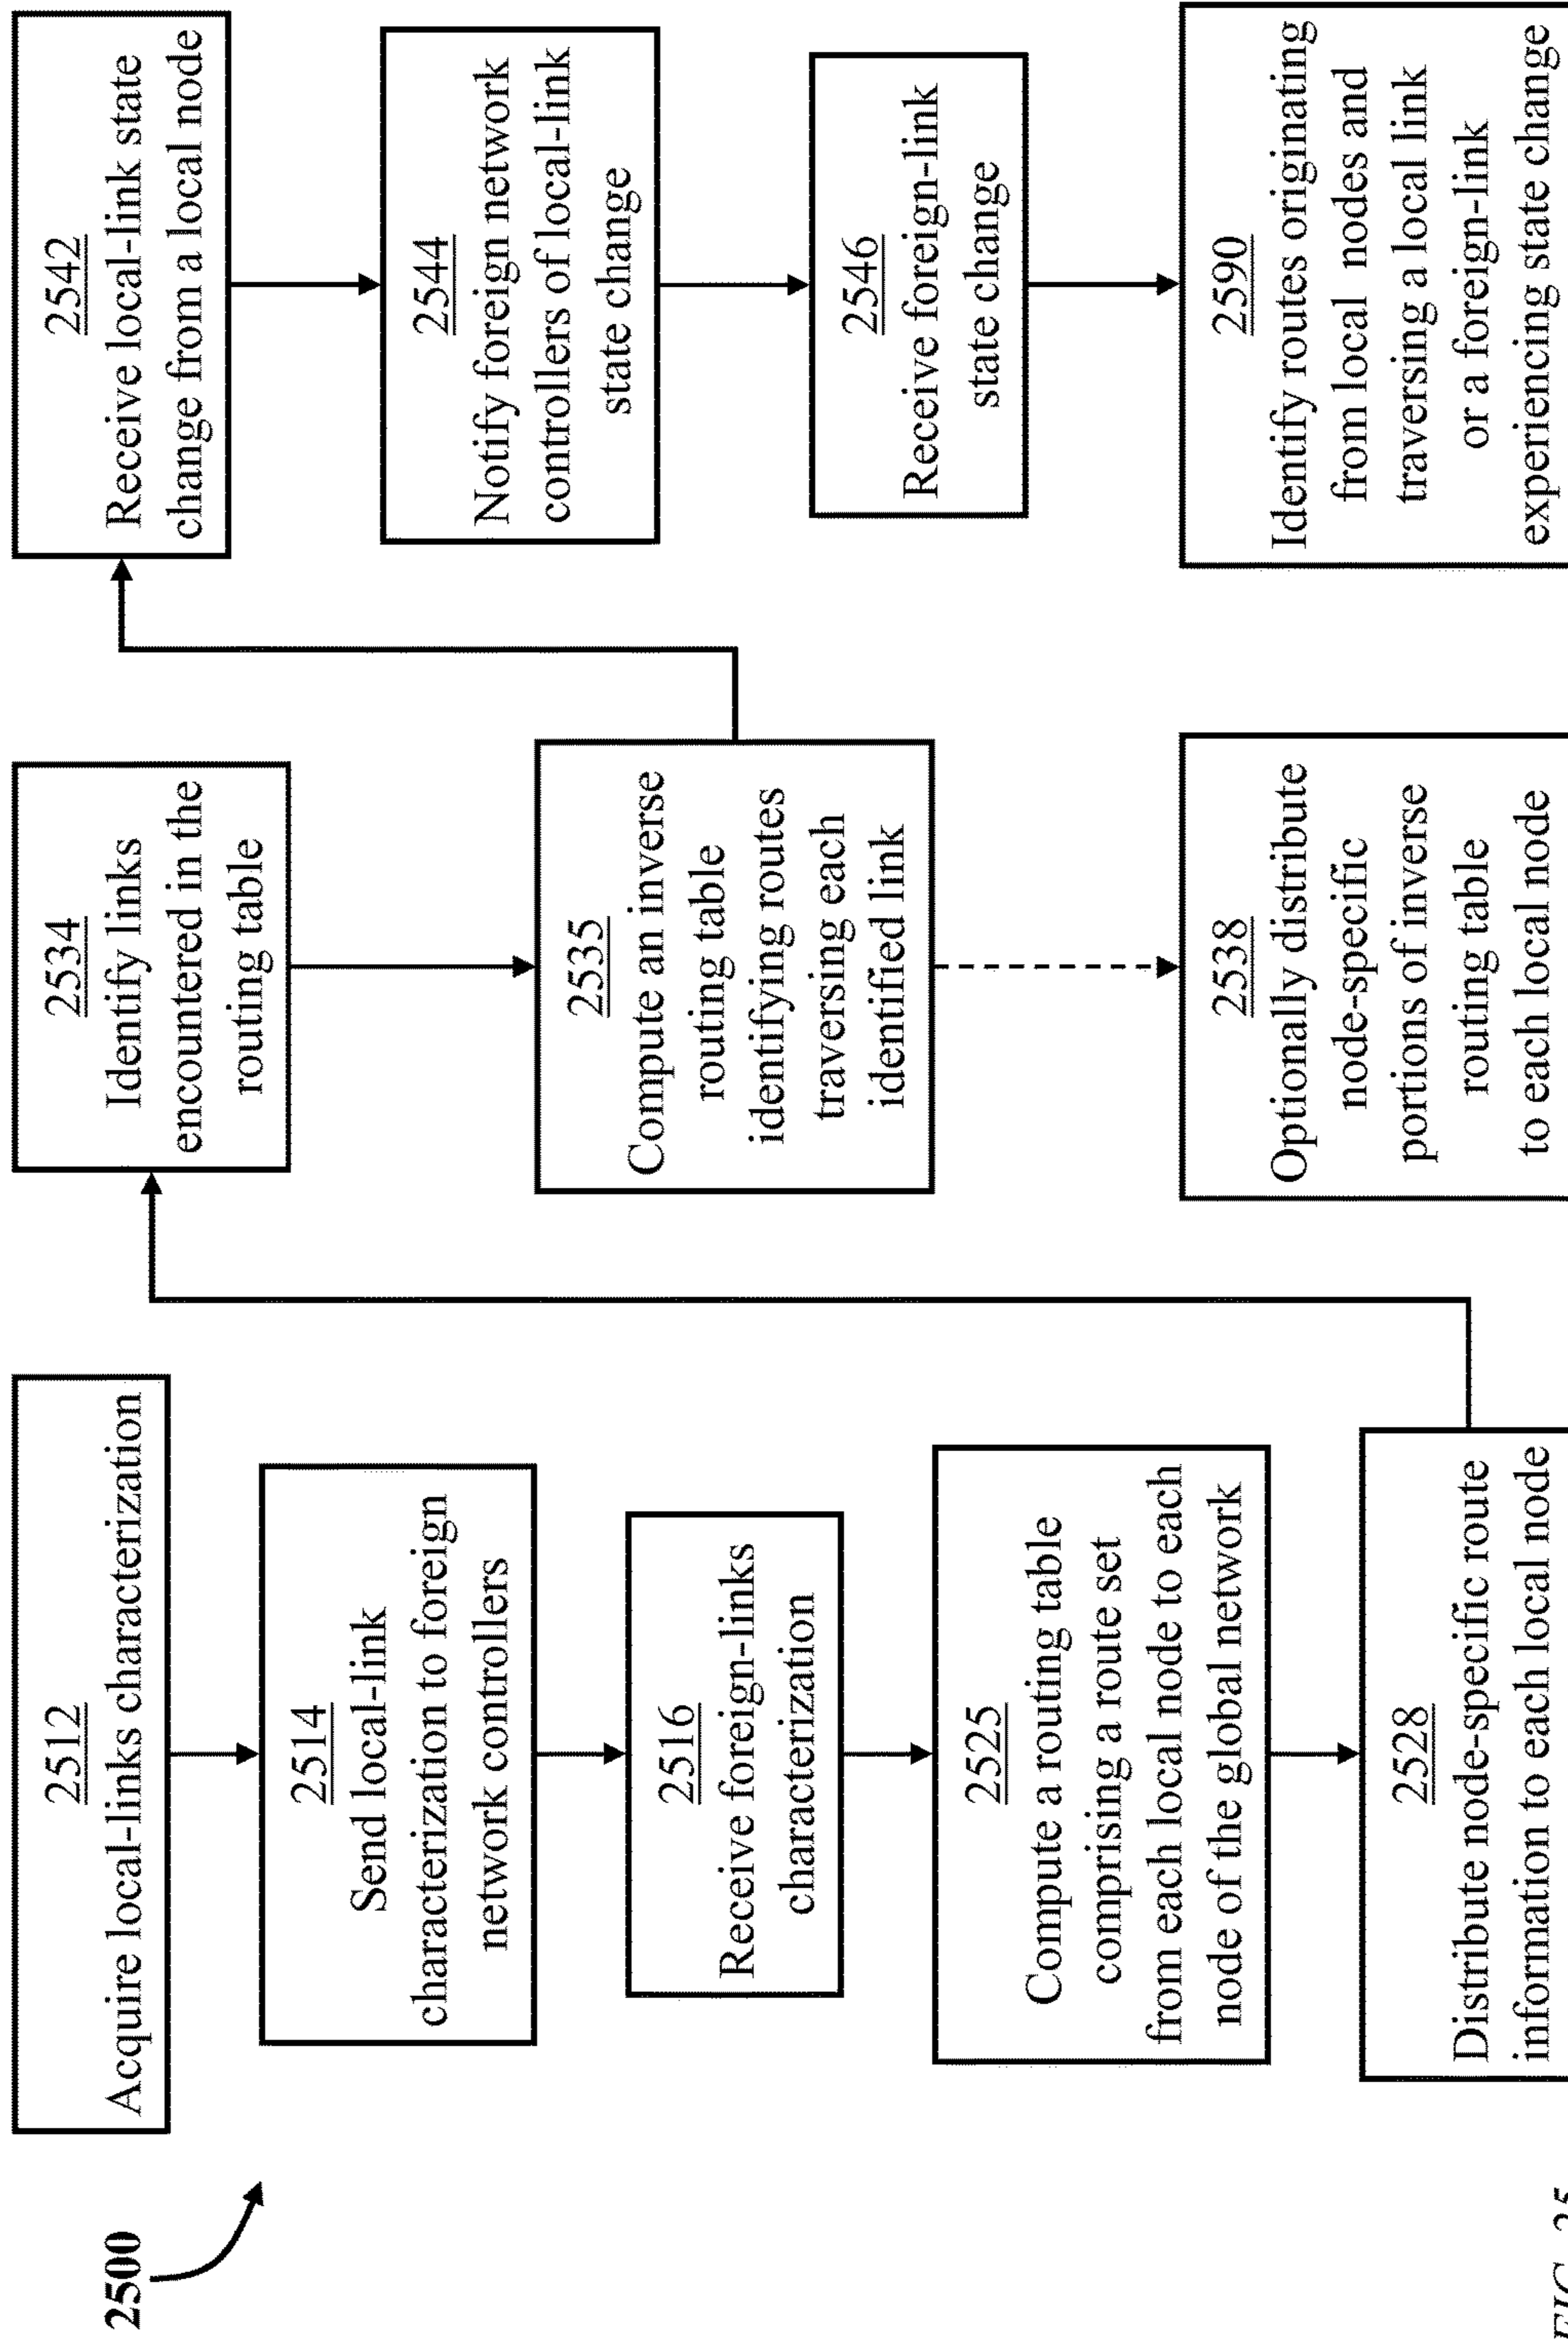 2500
2512
Acquire local-links characterization
2514
Send local-link
characterization to foreign
network controllers
2516
Receive foreign-links
characterization
2525
Compute a routing table
comprising a route set
from each local node to each
node of the global network
2528
Distribute node-specific route
information to each local node
2534
Identify links
encountered in the
routing table
2535
Compute an inverse
routing table
identifying routes
traversing each
identified link
2538
Optionally distribute
node-specific
portions of inverse
routing table
to each local node
2542
Receive local-link state
change from a local node
2544
Notify foreign network
controllers of local-link
state change
2546
Receive foreign-link
state change
2590
Identify routes originating
from local nodes and
traversing a local link
or a foreign-link
experiencing state change
FIG. 25